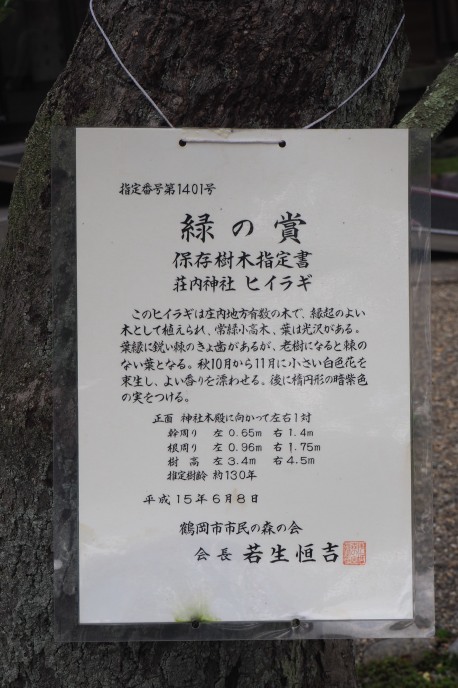 指定番号第1401号
緑の賞
保存樹木指定書
荘内神社 ヒイラギ
このヒイラギは庄内地方有数の木で、縁起のよい
木として植えられ、常緑小高木、葉は光沢がある。
葉縁に鋭い棘のきょ歯があるが、老樹になると棘の
ない葉となる。秋10月から11月に小さい白色花を
束生し、よい香りを漂わせる。後に楕円形の暗紫色
の実をつける。
正面 神社本殿に向かって左右1対
幹周り 左 0.65m 右 1.4m
根周り 左 0.96m 右 1.75m
樹高 左 3.4m 右 4.5m
推定樹齢 約130年
平成15年6月8日
鶴岡市市民の森の会
会長 若生恒吉